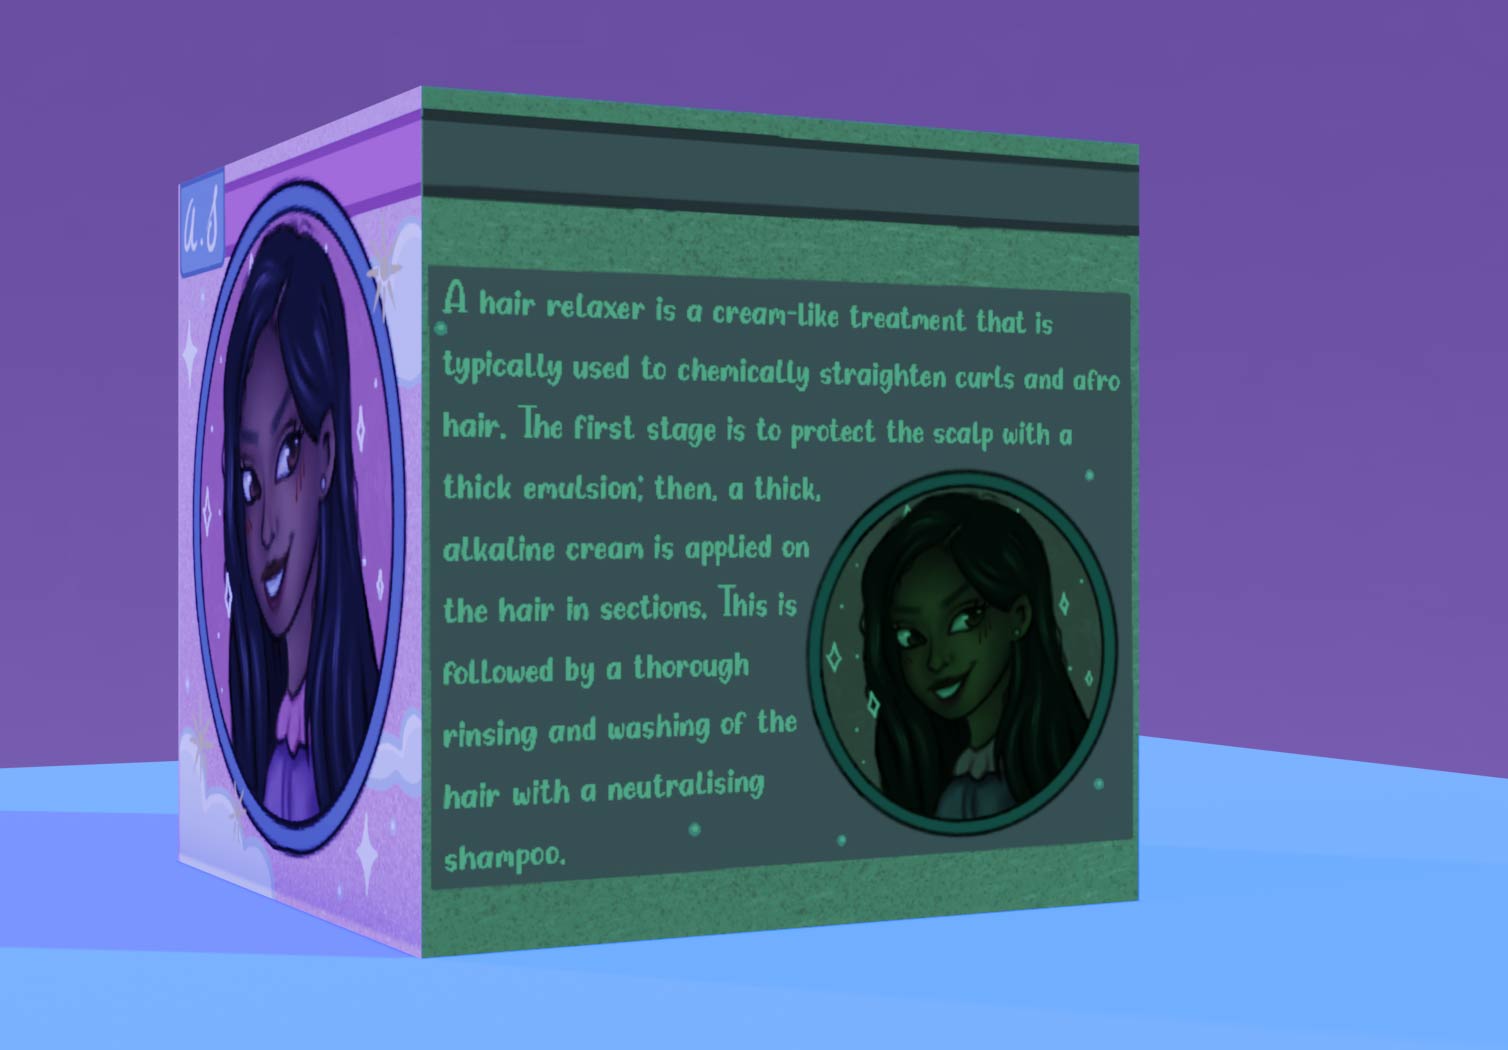 a.s
A hair relaxer is a cream-like treatment that is
typically used to chemically straighten curls and afro
hair. The first stage is to protect the scalp with a
thick emulsion; then, a thick,
alkaline cream is applied on
the hair in sections. This is
followed by a thorough
rinsing and washing of the
hair with a neutralising
shampoo.